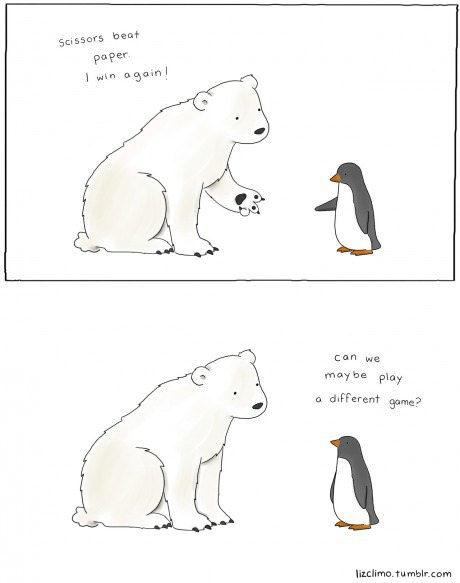 scissors beat
paper.
I win again!
can we
maybe play
a different game?
lizclimo.tumblr.com